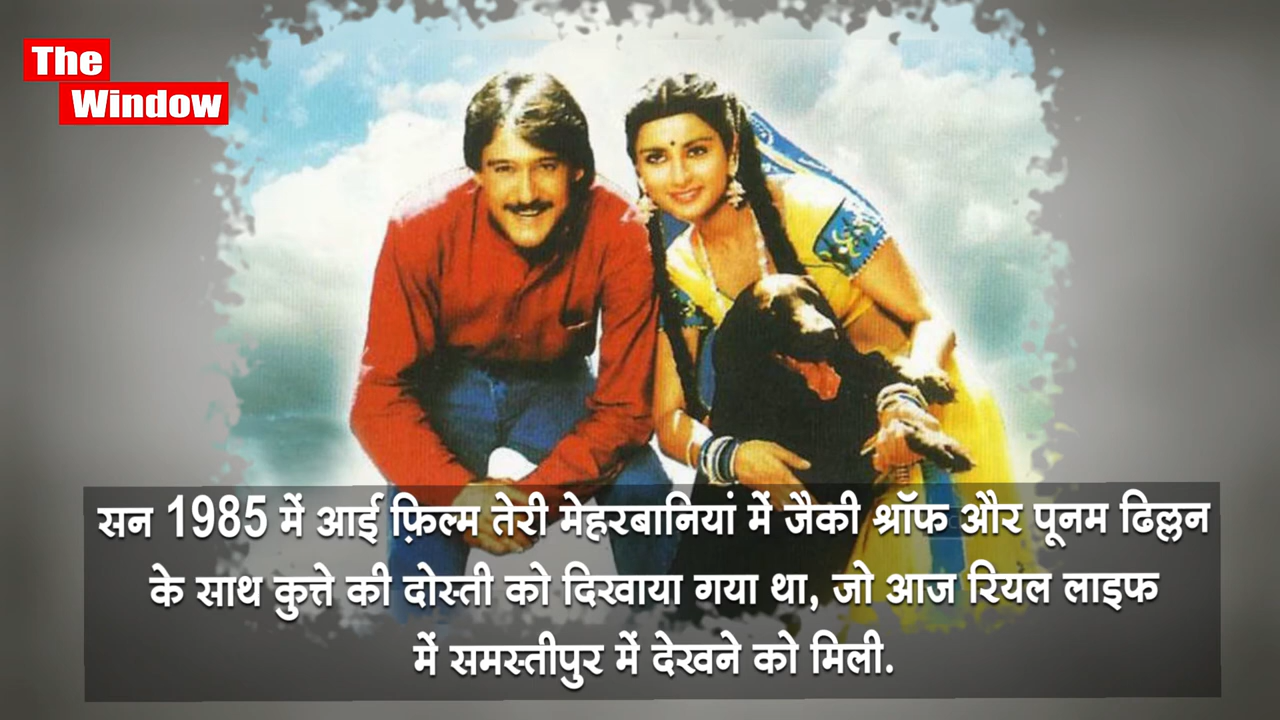 The
Window
सन 1985 में आई फ़िल्म तेरी मेहरबानियां में जैकी श्रॉफ और पूनम ढिल्लन
के साथ कुत्ते की दोस्ती को दिखाया गया था, जो आज रियल लाइफ
में समस्तीपुर में देखने को मिली.